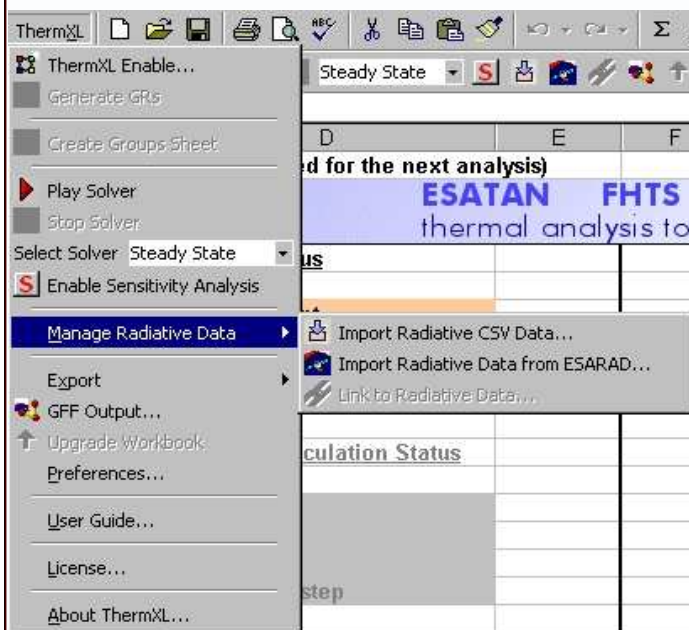 ThermXL
ABC
Σ
ThermXL Enable...
Steady State
S
Generate GRs
Create Groups Sheet
D E F
ed for the next analysis)
Play Solver
ESATAN FHTS
Stop Solver
thermal analysis to
Select Solver Steady State
us
S Enable Sensitivity Analysis
Manage Radiative Data
Import Radiative CSV Data...
Import Radiative Data from ESARAD...
Link to Radiative Data...
Export
GFF Output...
Upgrade Workbook
culation Status
Preferences...
User Guide...
License...
step
About ThermXL...